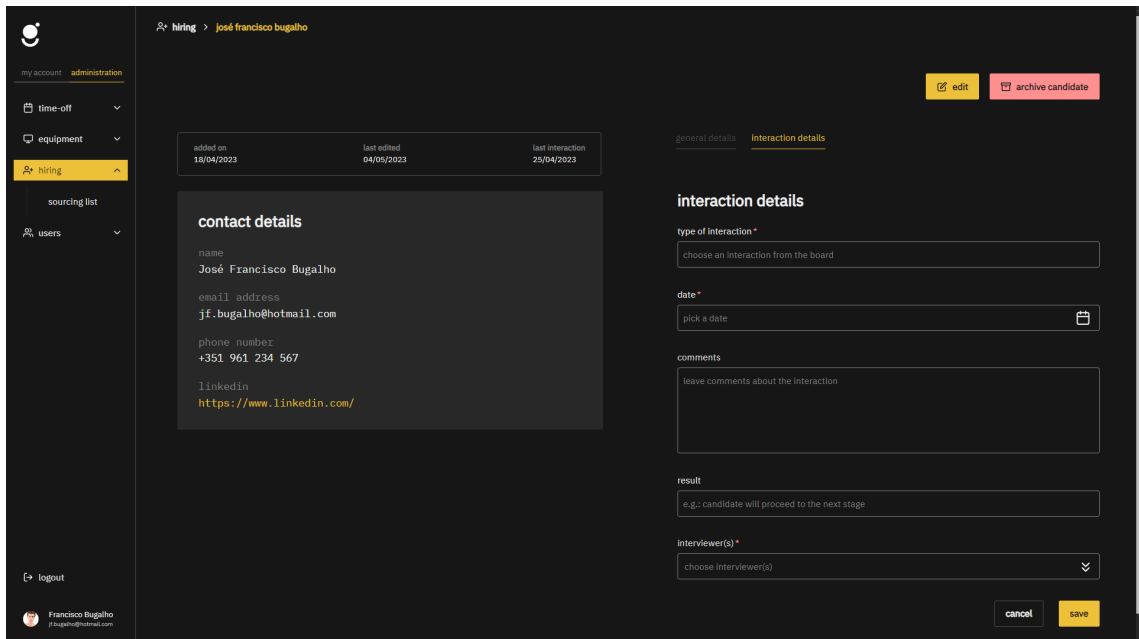 hiring > josé francisco bugalho
my account administration
time-off
equipment
hiring
sourcing list
users
logout
Francisco Bugalho
jf.bugalho@hotmail.com
edit
archive candidate
added on last edited last interaction
18/04/2023 04/05/2023 25/04/2023
contact details
name
José Francisco Bugalho
email address
jf.bugalho@hotmail.com
phone number
+351 961 234 567
linkedin
https://www.linkedin.com/
general details interaction details
interaction details
type of interaction*
choose an interaction from the board
date*
pick a date
comments
leave comments about the interaction
result
e.g.: candidate will proceed to the next stage
interviewer(s)*
choose interviewer(s)
cancel save